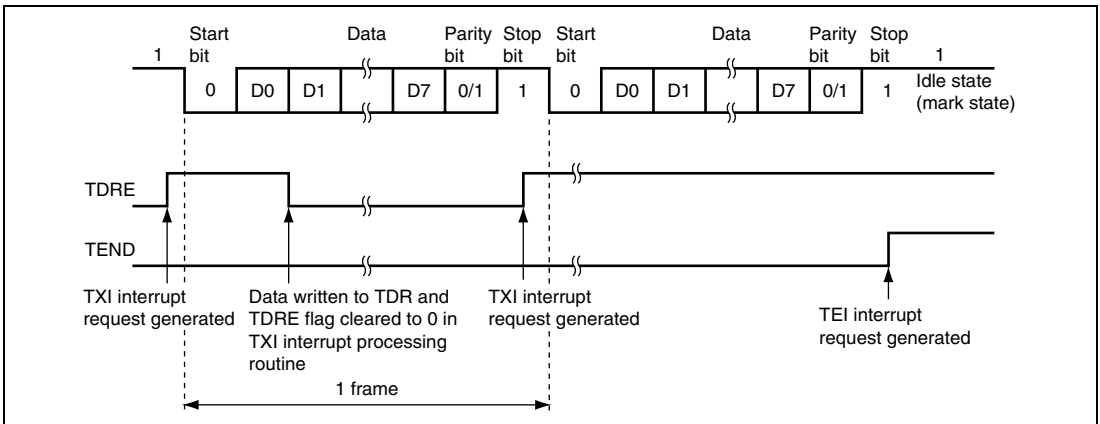 Start Data Parity Stop Start Data Parity Stop
1 bit bit bit bit bit bit 1
0 D0 D1 D7 0/1 1 0 D0 D1 D7 0/1 1 Idle state
(mark state)
TDRE
TEND
TXI interrupt
request generated
Data written to TDR and
TDRE flag cleared to 0 in
TXI interrupt processing
routine
TXI interrupt
request generated
TEI interrupt
request generated
1 frame